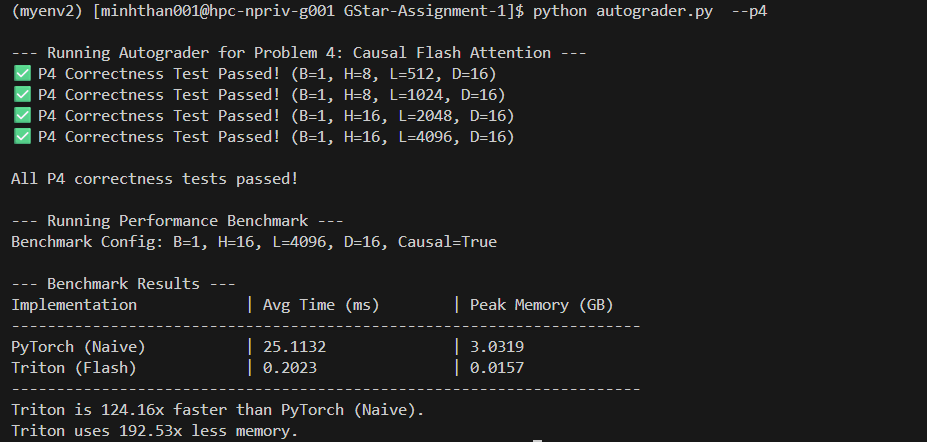 (myenv2) [minhthan001@hpc-npriv-g001 GStar-Assignment-1]$ python autograder.py  --p4
--- Running Autograder for Problem 4: Causal Flash Attention ---
✅ P4 Correctness Test Passed! (B=1, H=8, L=512, D=16)
✅ P4 Correctness Test Passed! (B=1, H=8, L=1024, D=16)
✅ P4 Correctness Test Passed! (B=1, H=16, L=2048, D=16)
✅ P4 Correctness Test Passed! (B=1, H=16, L=4096, D=16)
All P4 correctness tests passed!
--- Running Performance Benchmark ---
Benchmark Config: B=1, H=16, L=4096, D=16, Causal=True
--- Benchmark Results ---
Implementation            | Avg Time (ms)        | Peak Memory (GB)
----------------------------------------------------------------------
PyTorch (Naive)           | 25.1132              | 3.0319
Triton (Flash)            | 0.2023               | 0.0157
----------------------------------------------------------------------
Triton is 124.16x faster than PyTorch (Naive).
Triton uses 192.53x less memory.